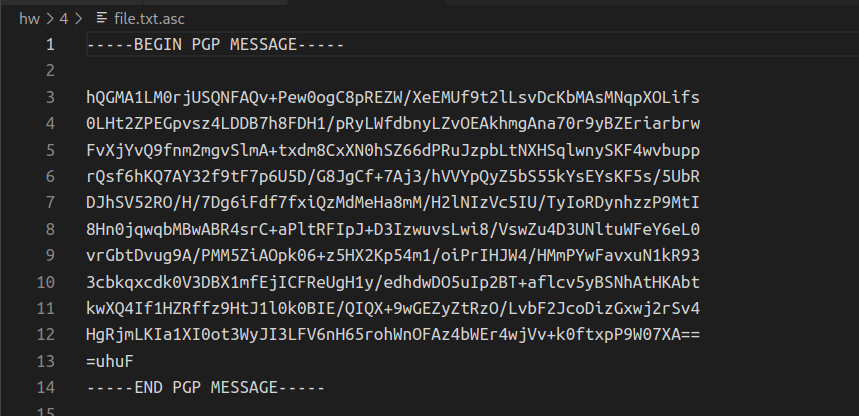 hw > 4 > file.txt.asc
1 -----BEGIN PGP MESSAGE-----
2
3 hQGMA1LM0rjUSQNFAQv+Pew0ogC8pREZW/XeEMUf9t2lLsvDcKbMAsMNqpXOLifs
4 0LHt2ZPEGpvsz4LDDB7h8FDH1/pRyLWfdbnyLZvOEAkhmgAna70r9yBZEriarbrw
5 FvXjYvQ9fnm2mgvSlmA+txdm8CxXN0hSZ66dPRuJzpbLtNXHSqlwnySKF4wvbupp
6 rQsf6hKQ7AY32f9tF7p6U5D/G8JgCf+7Aj3/hVVYpQyZ5bS55kYsEYsKF5s/5UbR
7 DJhSV52RO/H/7Dg6iFdf7fxiQzMdMeHa8mM/H2lNIzVc5IU/TyIoRDynhzzP9MtI
8 8Hn0jqwqbMBwABR4srC+aPltRFIpJ+D3IzwuvsLwi8/VswZu4D3UNltuWFeY6eL0
9 vrGbtDvug9A/PMM5ZiAOpk06+z5HX2Kp54m1/oiPrIHJW4/HMmPYwFavxuN1kR93
10 3cbkqxcdk0V3DBX1mfEjICFReUgH1y/edhdwDO5uIp2BT+aflcv5yBSNhAtHKAbt
11 kwXQ4If1HZRffz9HtJ1l0k0BIE/QIQX+9wGEZyZtRzO/LvbF2JcoDizGxwj2rSv4
12 HgRjmLKIa1XI0ot3WyJI3LFV6nH65rohWnOFAz4bWEr4wjVv+k0ftxpP9W07XA==
13 =uhuF
14 -----END PGP MESSAGE-----
15